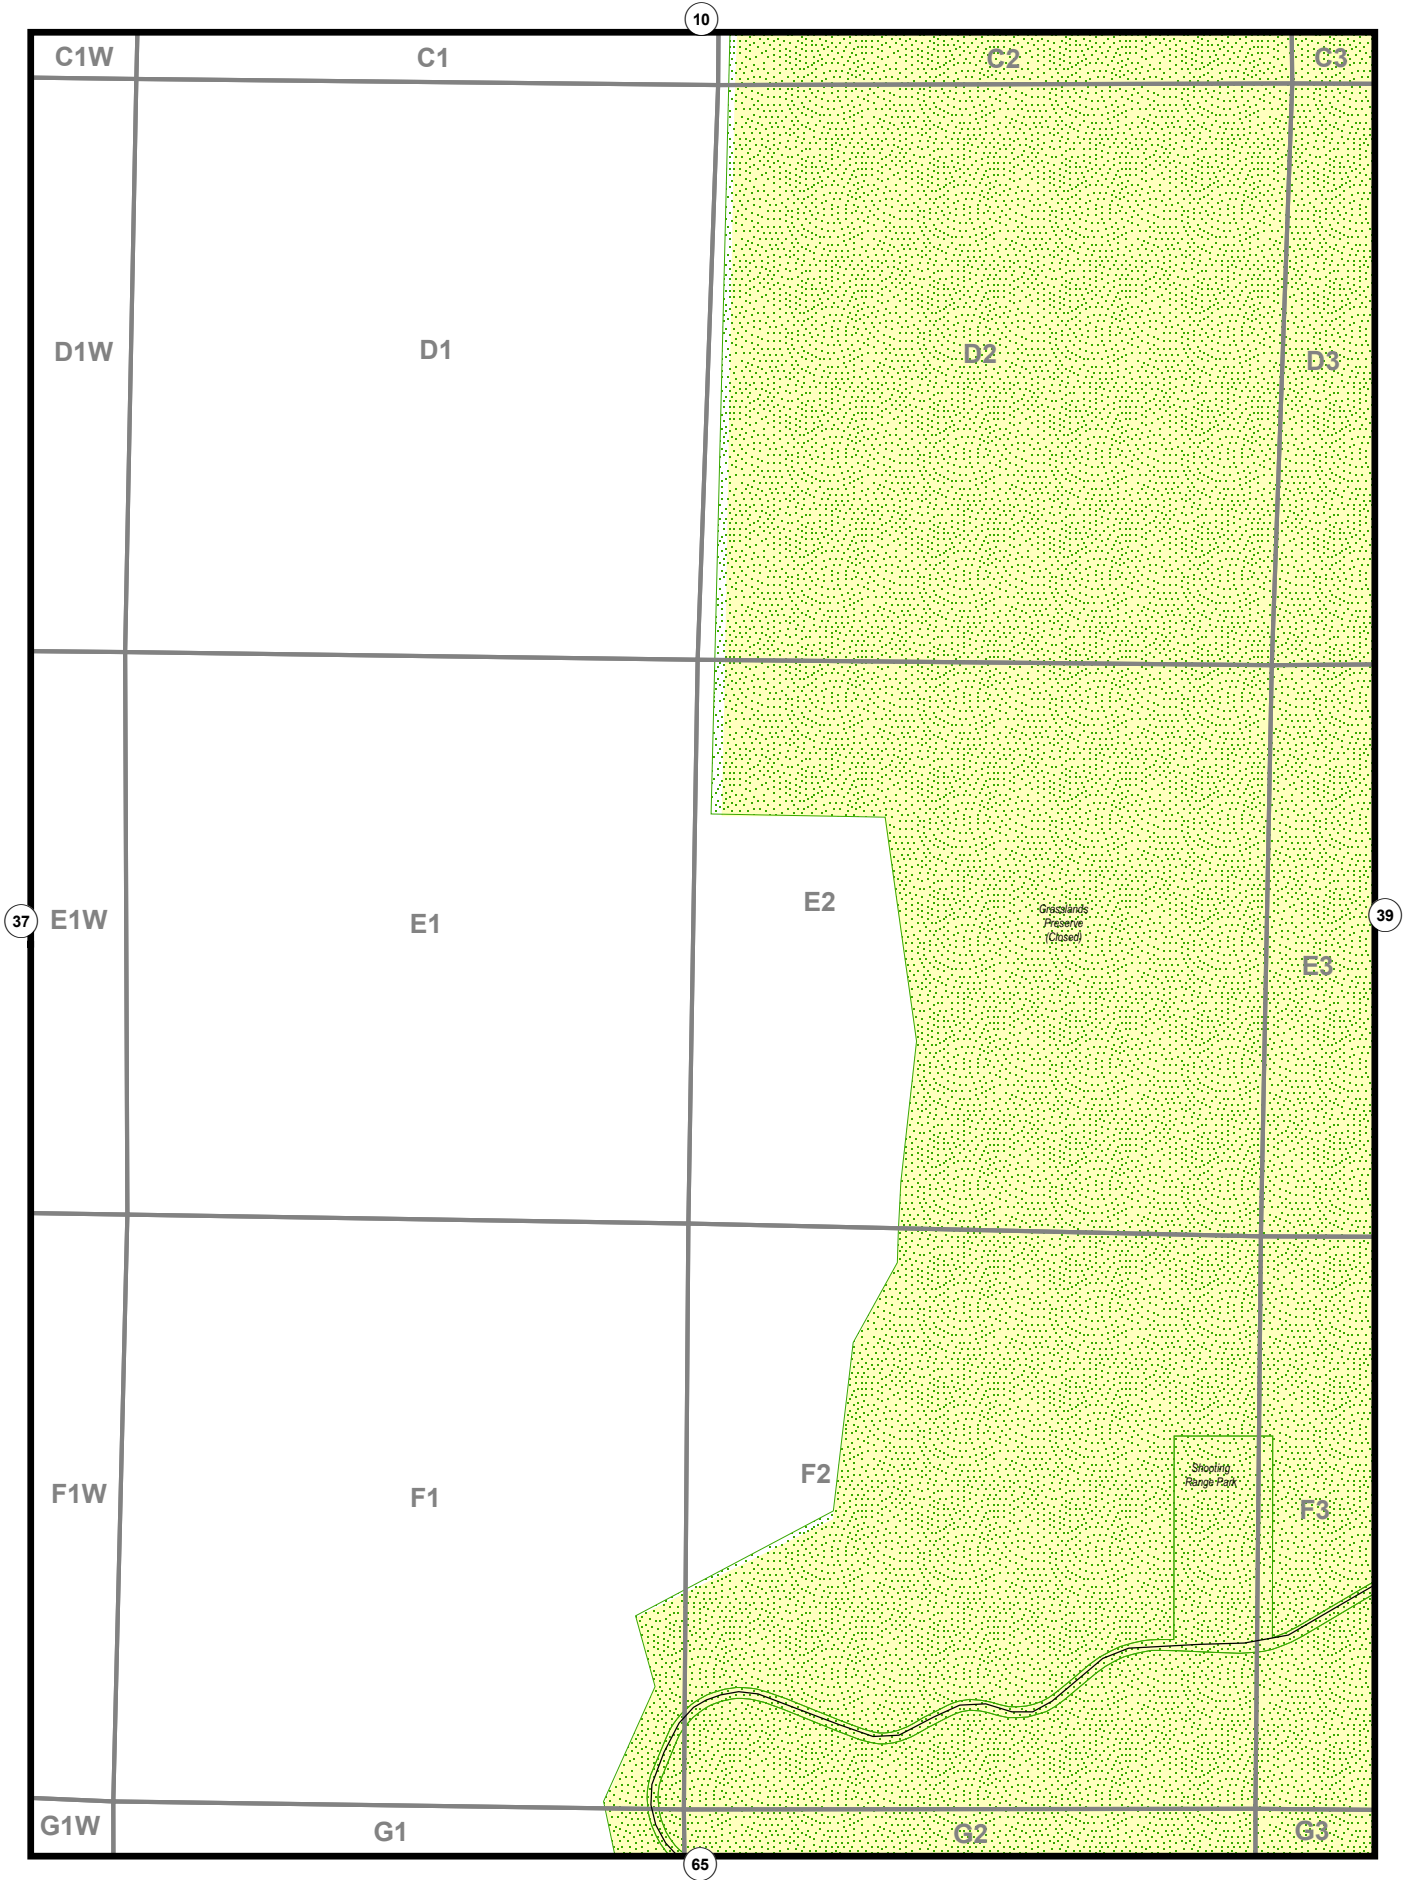 10
C1W
C1
C2
C3
D1W
D1
D2
D3
E1W
E1
E2
Grasslands
Preserve
(Closed)
37
39
E3
F1W
F1
F2
Shooting
Range Park
F3
G1W
G1
G2
G3
65